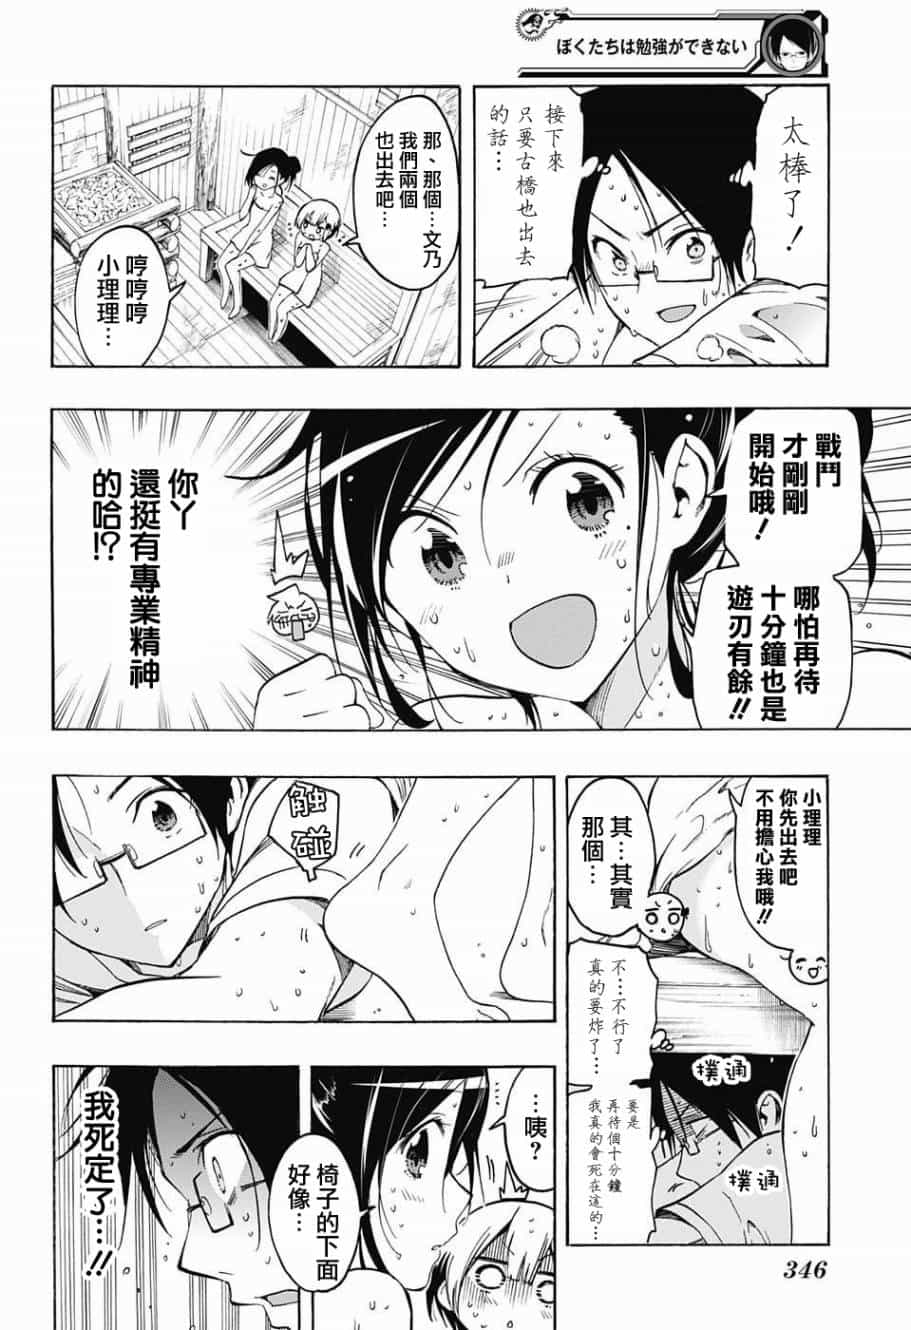 ぼくたちは勉強ができない
太棒了！
接下來
只要古橋也出去
的話…
那、那個…文乃
我們兩個
也出去吧…
哼哼哼
小理理…
戰鬥
才剛剛
開始哦！
哪怕再待
十分鐘也是
遊刃有餘!!
你丫
還挺有專業精神
的哈!?
小理理
你先出去吧
不用擔心我哦!!
其…其實
那個…
不…不行了
真的要炸了…
要是
再待個十分鐘
我真的會死在這的…
撲通
撲通
觸碰
…咦?
椅子的下面
好像…
我死定了…!!
346